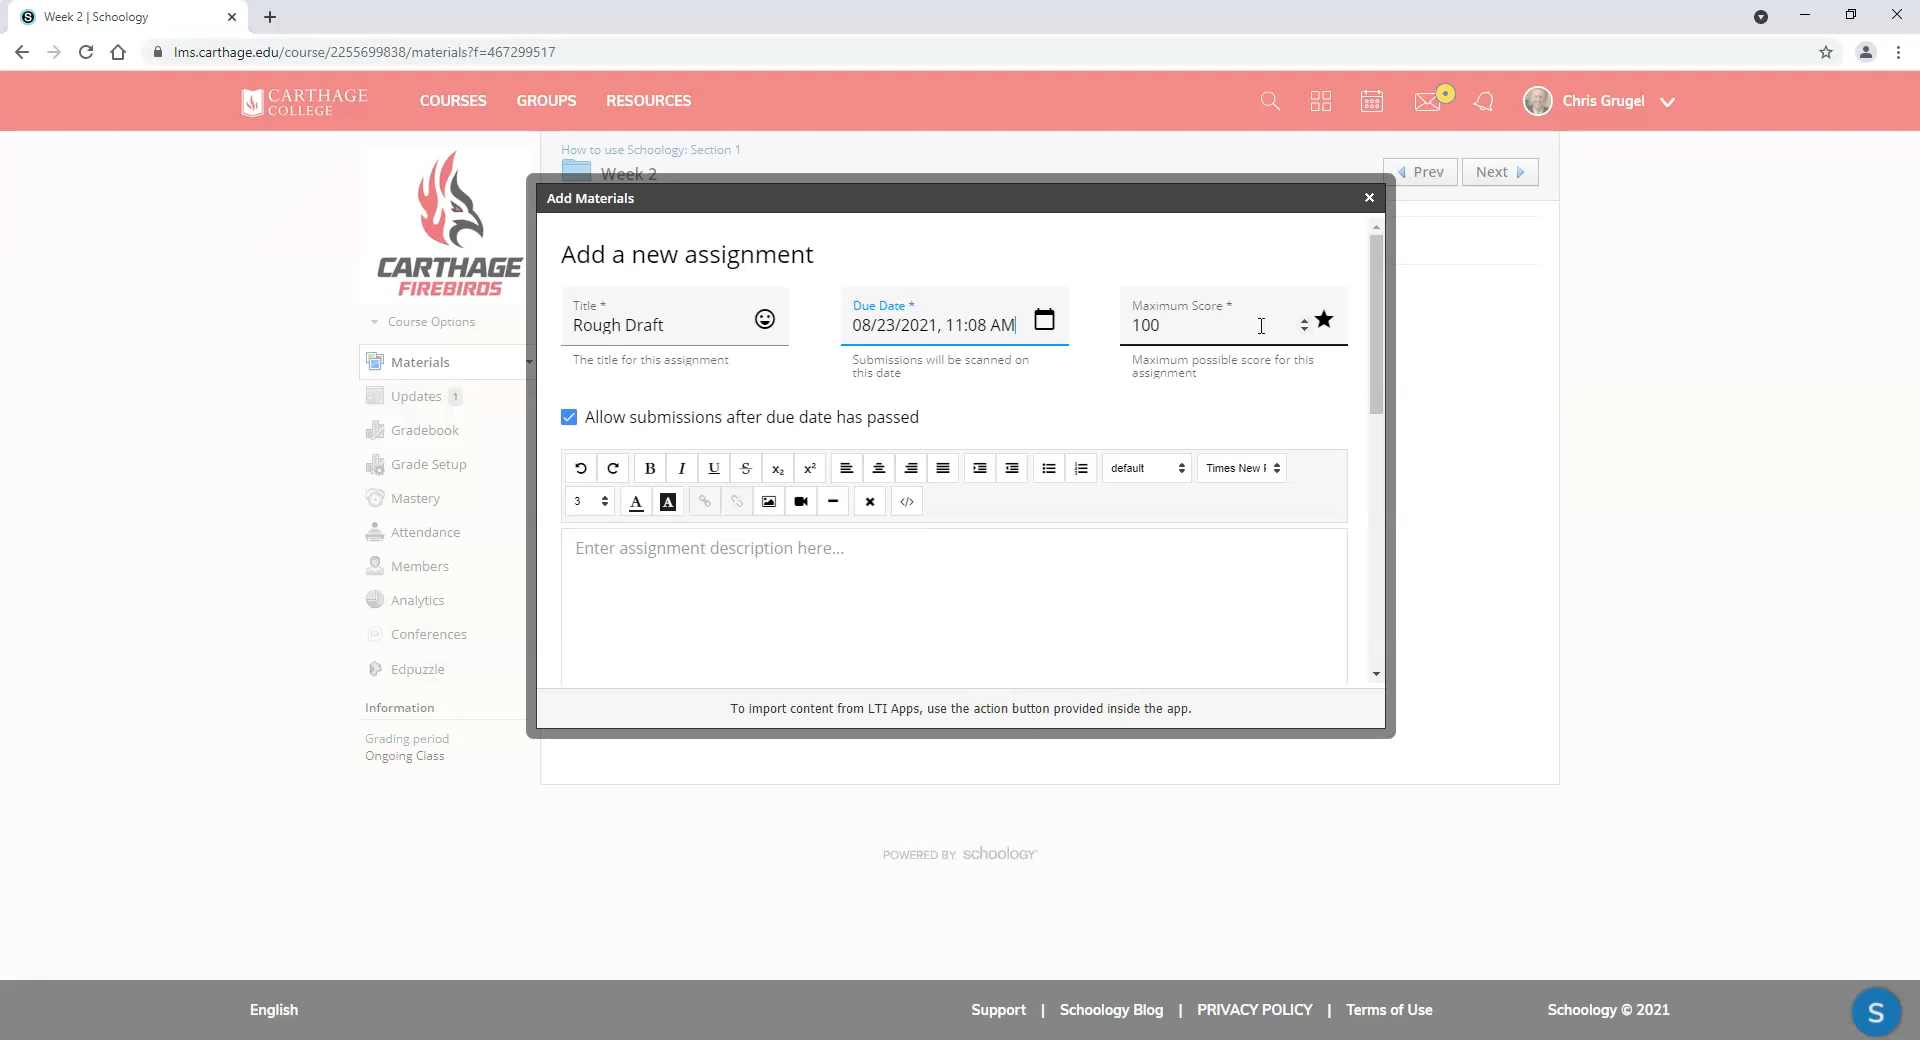 Week 2 | Schoology
lms.carthage.edu/course/2255699838/materials?f=467299517
CARTHAGE
COLLEGE
COURSES
GROUPS
RESOURCES
Chris Grugel
CARTHAGE
FIREBIRDS
Course Options
Materials
Updates 1
Gradebook
Grade Setup
Mastery
Attendance
Members
Analytics
Conferences
Edpuzzle
Information
Grading period
Ongoing Class
How to use Schoology: Section 1
Week 2
Prev
Next
Add Materials
Add a new assignment
Title *
Rough Draft
The title for this assignment
Due Date *
08/23/2021, 11:08 AM
Submissions will be scanned on
this date
Maximum Score *
100
Maximum possible score for this
assignment
Allow submissions after due date has passed
B I U S x₂ x² default Times New F
3 A A </>
Enter assignment description here...
To import content from LTI Apps, use the action button provided inside the app.
POWERED BY schoology
English
Support | Schoology Blog | PRIVACY POLICY | Terms of Use
Schoology © 2021
S